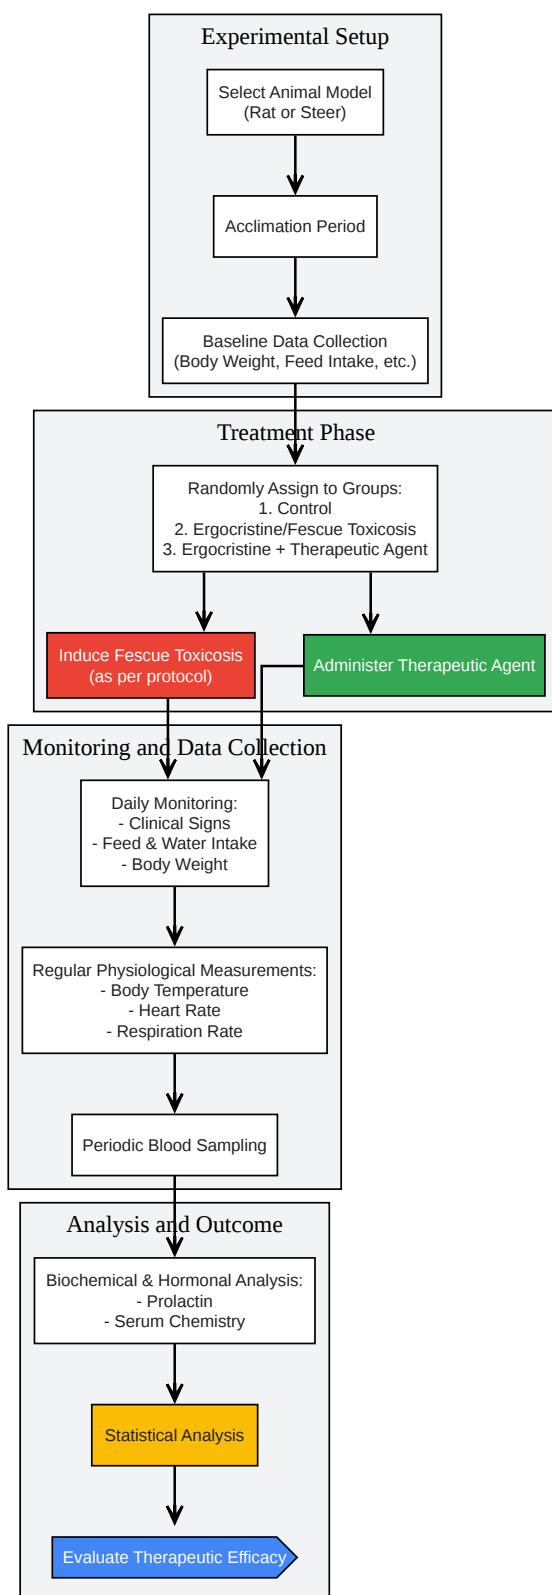 Experimental Setup
Select Animal Model
(Rat or Steer)
Acclimation Period
Baseline Data Collection
(Body Weight, Feed Intake, etc.)
Treatment Phase
Randomly Assign to Groups:
1. Control
2. Ergocristine/Fescue Toxicosis
3. Ergocristine + Therapeutic Agent
Induce Fescue Toxicosis
(as per protocol)
Administer Therapeutic Agent
Monitoring and Data Collection
Daily Monitoring:
- Clinical Signs
- Feed & Water Intake
- Body Weight
Regular Physiological Measurements:
- Body Temperature
- Heart Rate
- Respiration Rate
Periodic Blood Sampling
Analysis and Outcome
Biochemical & Hormonal Analysis:
- Prolactin
- Serum Chemistry
Statistical Analysis
Evaluate Therapeutic Efficacy